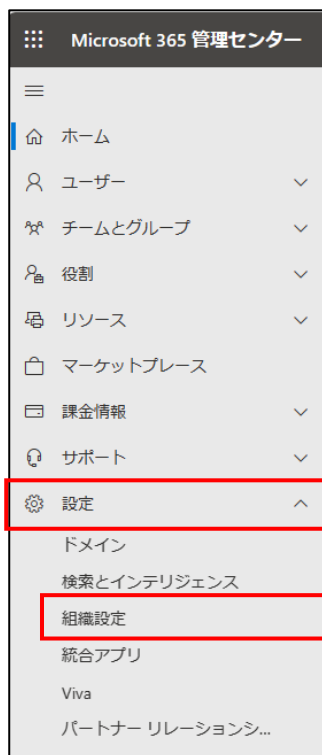 Microsoft 365 管理センター
ホーム
ユーザー
チームとグループ
役割
リソース
マーケットプレース
課金情報
サポート
設定
ドメイン
検索とインテリジェンス
組織設定
統合アプリ
Viva
パートナー リレーションシ...